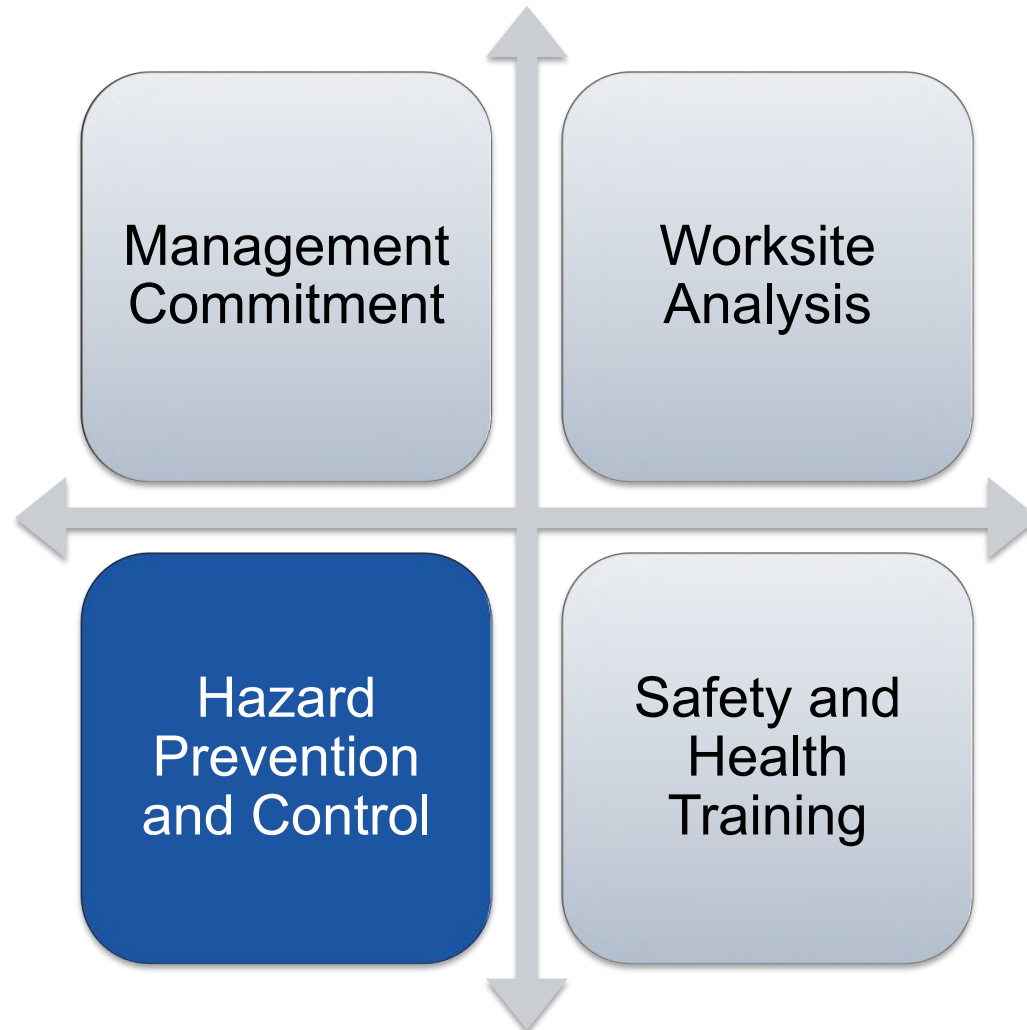 Management
Commitment
Worksite
Analysis
Hazard
Prevention
and Control
Safety and
Health
Training